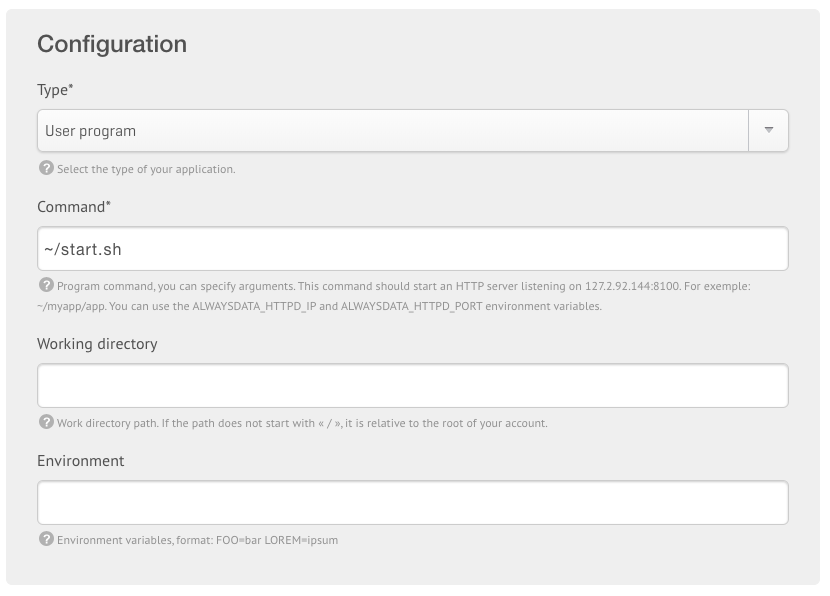 Configuration
Type*
User program
Select the type of your application.
Command*
~/start.sh
Program command, you can specify arguments. This command should start an HTTP server listening on 127.2.92.144:8100. For exemple:
~/myapp/app. You can use the ALWAYSDATA_HTTPD_IP and ALWAYSDATA_HTTPD_PORT environment variables.
Working directory
Work directory path. If the path does not start with « / », it is relative to the root of your account.
Environment
Environment variables, format: FOO=bar LOREM=ipsum